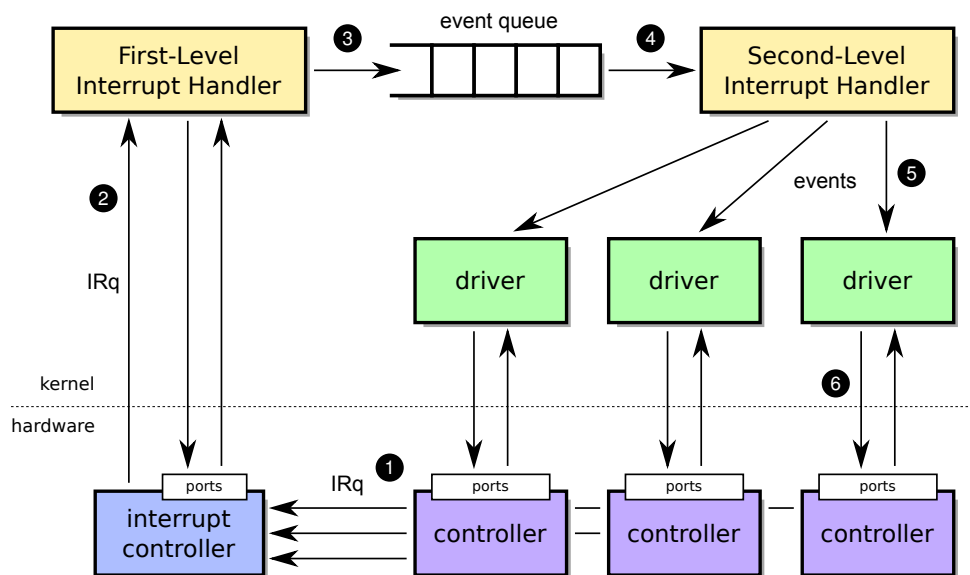 event queue
3
4
First-Level
Interrupt Handler
Second-Level
Interrupt Handler
2
5
events
IRq
driver
driver
driver
kernel
6
hardware
1
IRq
ports
ports
ports
ports
interrupt
controller
controller
controller
controller